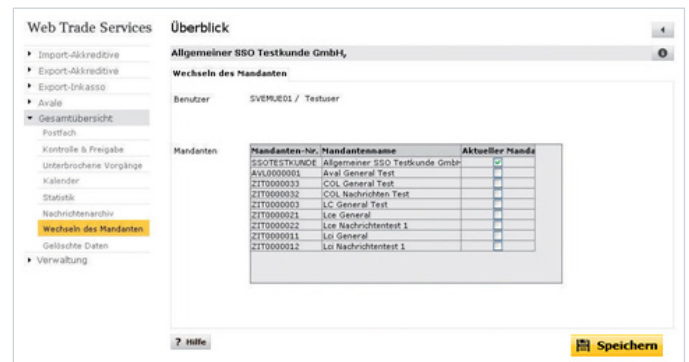 Web Trade Services
Überblick
Import-Akkreditive
Export-Akkreditive
Export-Inkasso
Avale
Gesamtübersicht
Postfach
Kontrolle & Freigabe
Unterbrochene Vorgänge
Kalender
Statistik
Nachrichtenarchiv
Wechseln des Mandanten
Gelöschte Daten
Verwaltung
Allgemeiner SSO Testkunde GmbH,
Wechseln des Mandanten
Benutzer SVEMUE01 / Testuser
Mandanten
Mandanten-Nr. Mandantenname Aktueller Manda
SSOTESTKUNDE Allgemeiner SSO Testkunde GmbH
AVL0000001 Aval General Test
ZIT0000033 COL General Test
ZIT0000032 COL Nachrichten Test
ZIT0000003 LC General Test
ZIT0000021 Lce General
ZIT0000022 Lce Nachrichtentest 1
ZIT0000011 Lci General
ZIT0000012 Lci Nachrichtentest 1
? Hilfe
Speichern